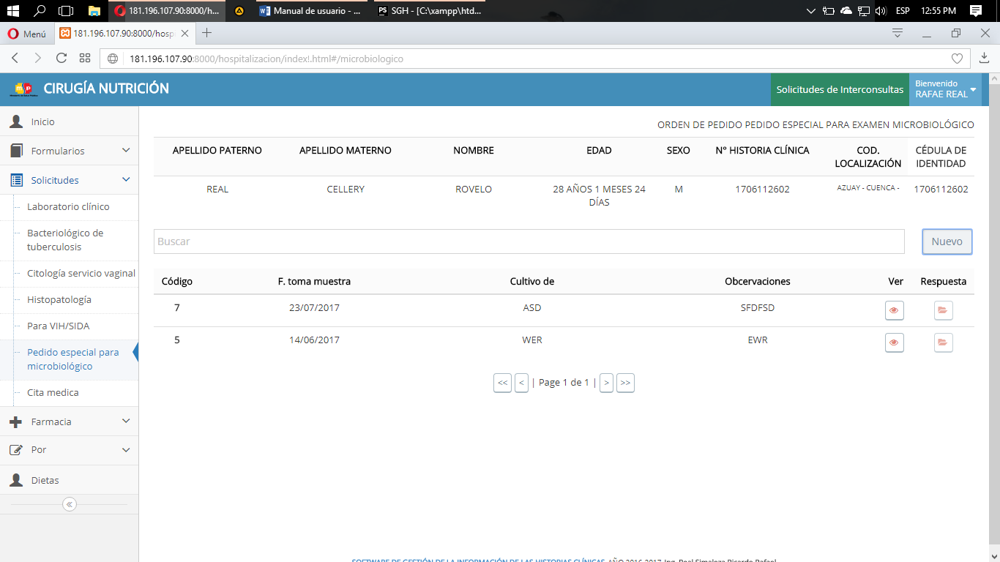 181.196.107.90:8000/h...
Manual de usuario - ...
SGH - [C:\xampp\htd...
ESP
12:55 PM
Menú
181.196.107.90:8000/hosp
181.196.107.90:8000/hospitalizacion/index!.html#/microbiologico
CIRUGÍA NUTRICIÓN
Solicitudes de Interconsultas
Bienvenido
RAFAE REAL
Inicio
Formularios
Solicitudes
Laboratorio clínico
Bacteriológico de
tuberculosis
Citología servicio vaginal
Histopatología
Para VIH/SIDA
Pedido especial para
microbiológico
Cita medica
Farmacia
Por
Dietas
ORDEN DE PEDIDO PEDIDO ESPECIAL PARA EXAMEN MICROBIOLÓGICO
APELLIDO PATERNO APELLIDO MATERNO NOMBRE EDAD SEXO Nº HISTORIA CLÍNICA COD. LOCALIZACIÓN CÉDULA DE IDENTIDAD
REAL CELLERY ROVELO 28 AÑOS 1 MESES 24 DÍAS M 1706112602 AZUAY - CUENCA - 1706112602
Buscar
Nuevo
Código F. toma muestra Cultivo de Obcervaciones Ver Respuesta
7 23/07/2017 ASD SFDFSD
5 14/06/2017 WER EWR
<< < | Page 1 de 1 | > >>
SOFTWARE DE GESTIÓN DE LA INFORMACIÓN DE LAS HISTORIAS CLÍNICAS AÑO 2016-2017 Ing. Real Simaloza Ricardo Rafael